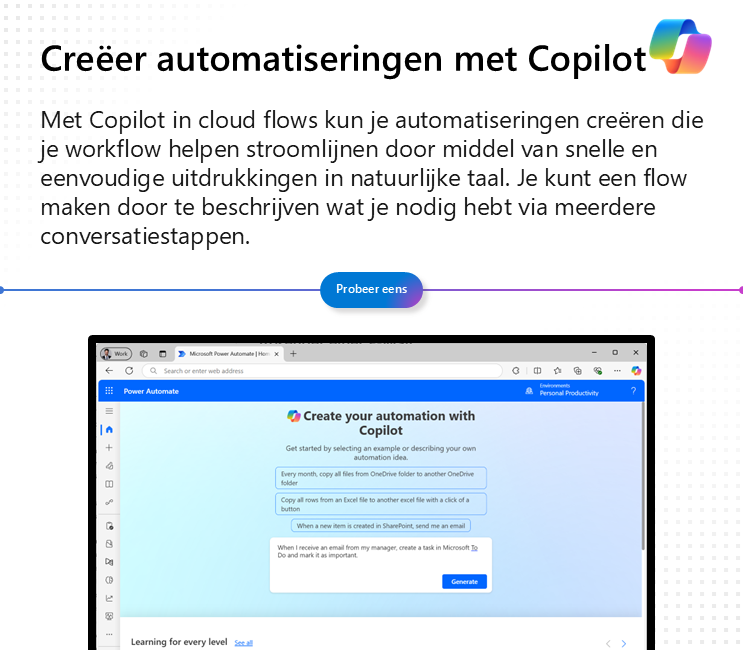 Creëer automatiseringen met Copilot
Met Copilot in cloud flows kun je automatiseringen creëren die
je workflow helpen stroomlijnen door middel van snelle en
eenvoudige uitdrukkingen in natuurlijke taal. Je kunt een flow
maken door te beschrijven wat je nodig hebt via meerdere
conversatiestappen.
Probeer eens
Work
Microsoft Power Automate | Hom
Search or enter web address
Power Automate
Environments
Personal Productivity
?
Create your automation with
Copilot
Get started by selecting an example or describing your own
automation idea.
Every month, copy all files from OneDrive folder to another OneDrive
folder
Copy all rows from an Excel file to another excel file with a click of a
button
When a new item is created in SharePoint, send me an email
When I receive an email from my manager, create a task in Microsoft To
Do and mark it as important.
Generate
Learning for every level
See all